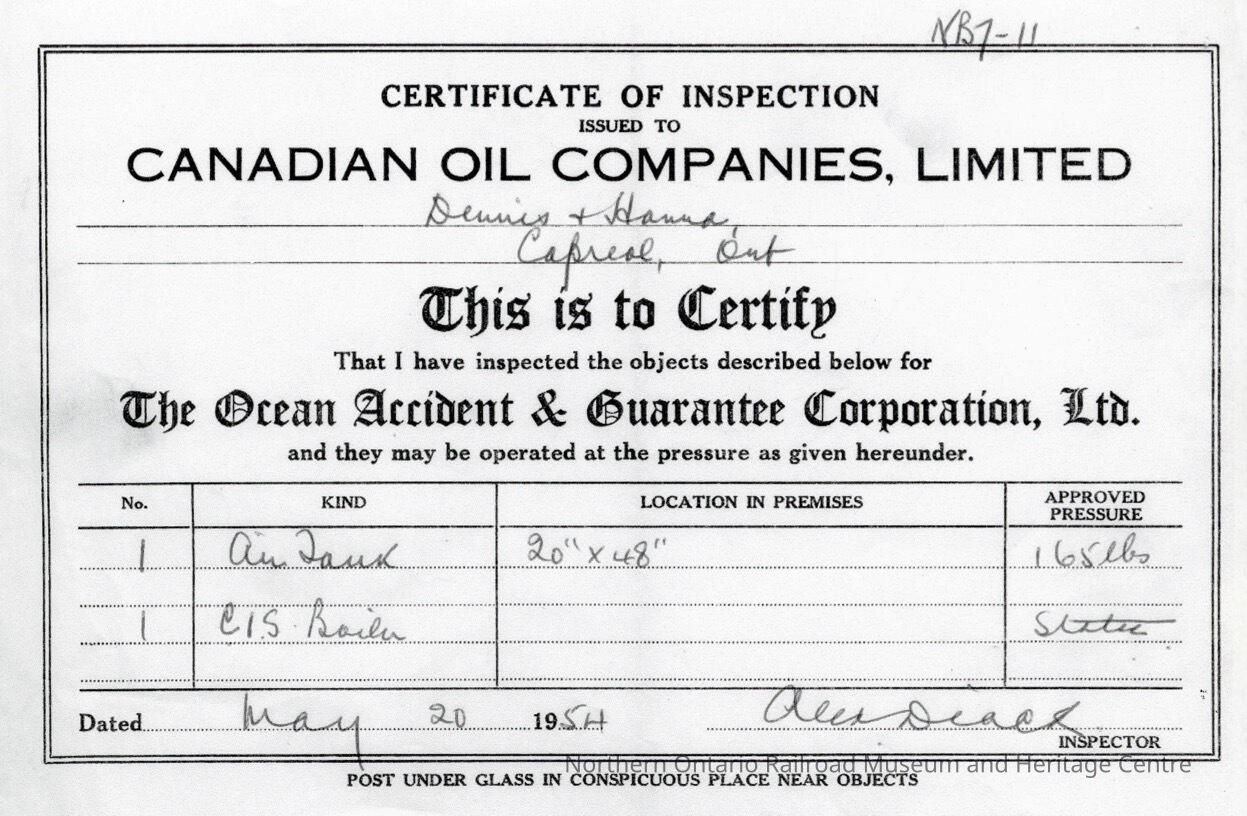 NB7-11
CERTIFICATE OF INSPECTION
ISSUED TO
CANADIAN OIL COMPANIES, LIMITED
Dennis + Hanna,
Capreol, Ont
This is to Certify
That I have inspected the objects described below for
The Ocean Accident & Guarantee Corporation, Ltd.
and they may be operated at the pressure as given hereunder.
No. KIND LOCATION IN PREMISES APPROVED PRESSURE
1 Air Tank 20" x 48" 165 lbs
1 C.I.S. Boiler
Dated May 20 1954 Alex
INSPECTOR
Northern Ontario Railroad Museum and Heritage Centre
POST UNDER GLASS IN CONSPICUOUS PLACE NEAR OBJECTS